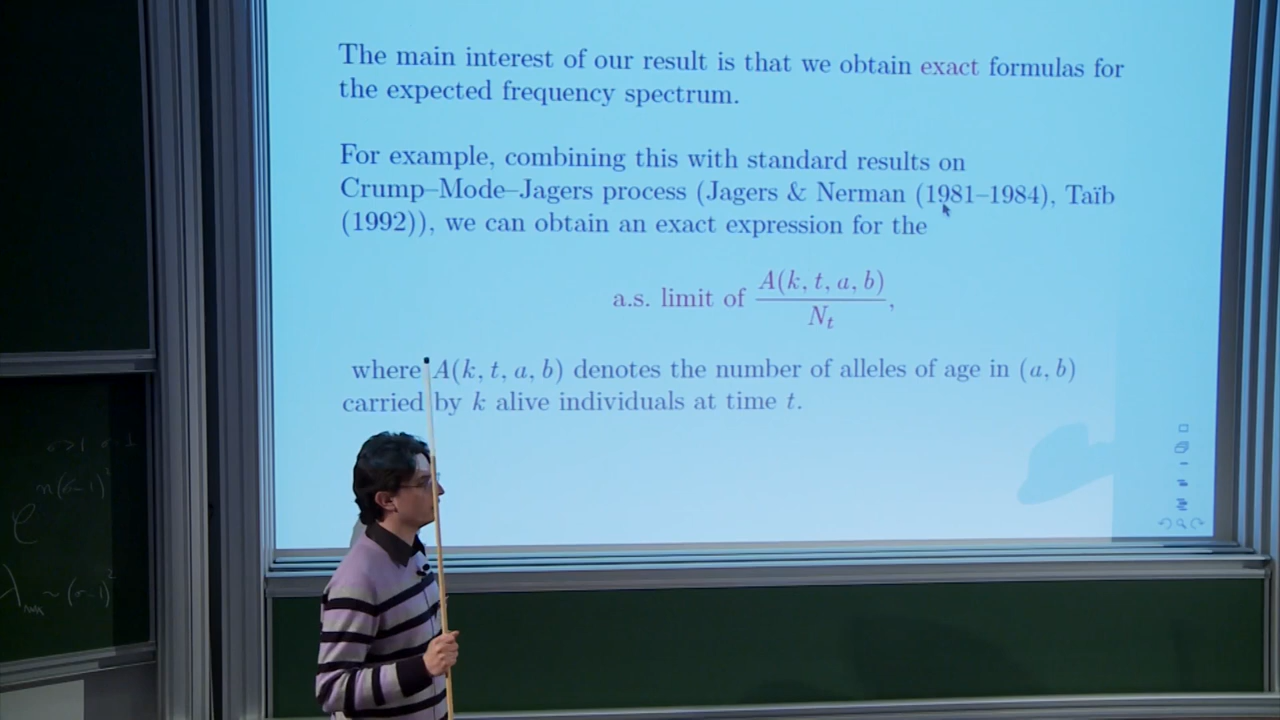 The main interest of our result is that we obtain exact formulas for
the expected frequency spectrum.
For example, combining this with standard results on
Crump–Mode–Jagers process (Jagers & Nerman (1981–1984), Taïb
(1992)), we can obtain an exact expression for the
a.s. limit of A(k, t, a, b) / N_t,
where A(k, t, a, b) denotes the number of alleles of age in (a, b)
carried by k alive individuals at time t.